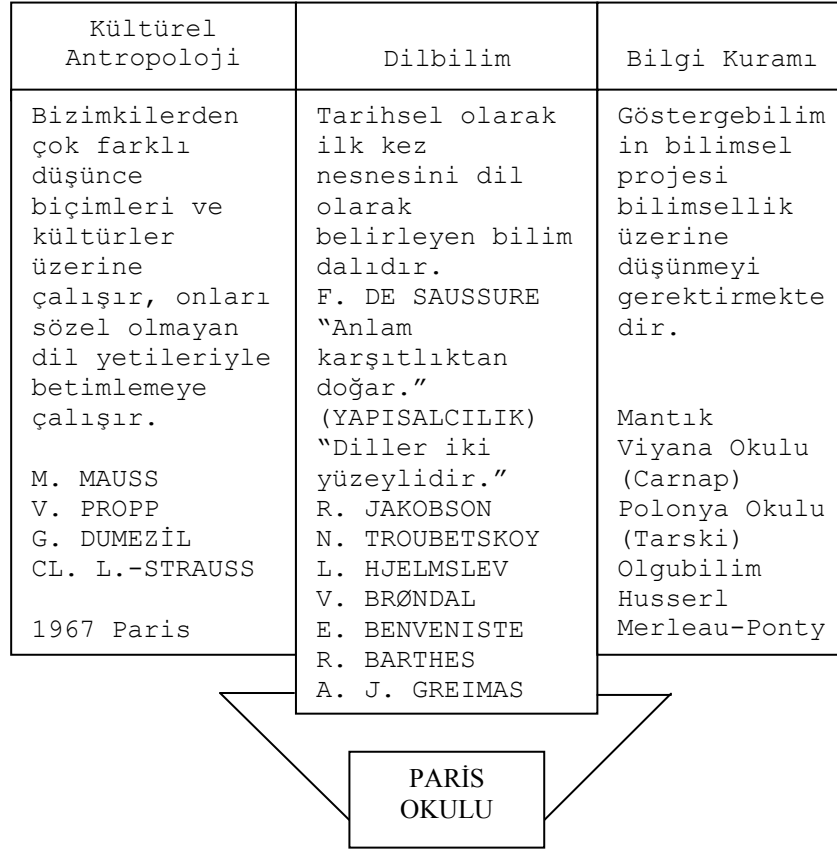 Kültürel
Antropoloji
Bizimkilerden
çok farklı
düşünce
biçimleri ve
kültürler
üzerine
çalışır, onları
sözel olmayan
dil yetileriyle
betimlemeye
çalışır.
M. MAUSS
V. PROPP
G. DUMEZİL
CL. L.-STRAUSS
1967 Paris
Dilbilim
Tarihsel olarak
ilk kez
nesnesini dil
olarak
belirleyen bilim
dalıdır.
F. DE SAUSSURE
“Anlam
karşıtlıktan
doğar.”
(YAPISALCILIK)
“Diller iki
yüzeylidir.”
R. JAKOBSON
N. TROUBETSKOY
L. HJELMSLEV
V. BRØNDAL
E. BENVENISTE
R. BARTHES
A. J. GREIMAS
Bilgi Kuramı
Göstergebilim
in bilimsel
projesi
bilimsellik
üzerine
düşünmeyi
gerektirmekte
dir.
Mantık
Viyana Okulu
(Carnap)
Polonya Okulu
(Tarski)
Olgubilim
Husserl
Merleau-Ponty
PARİS
OKULU